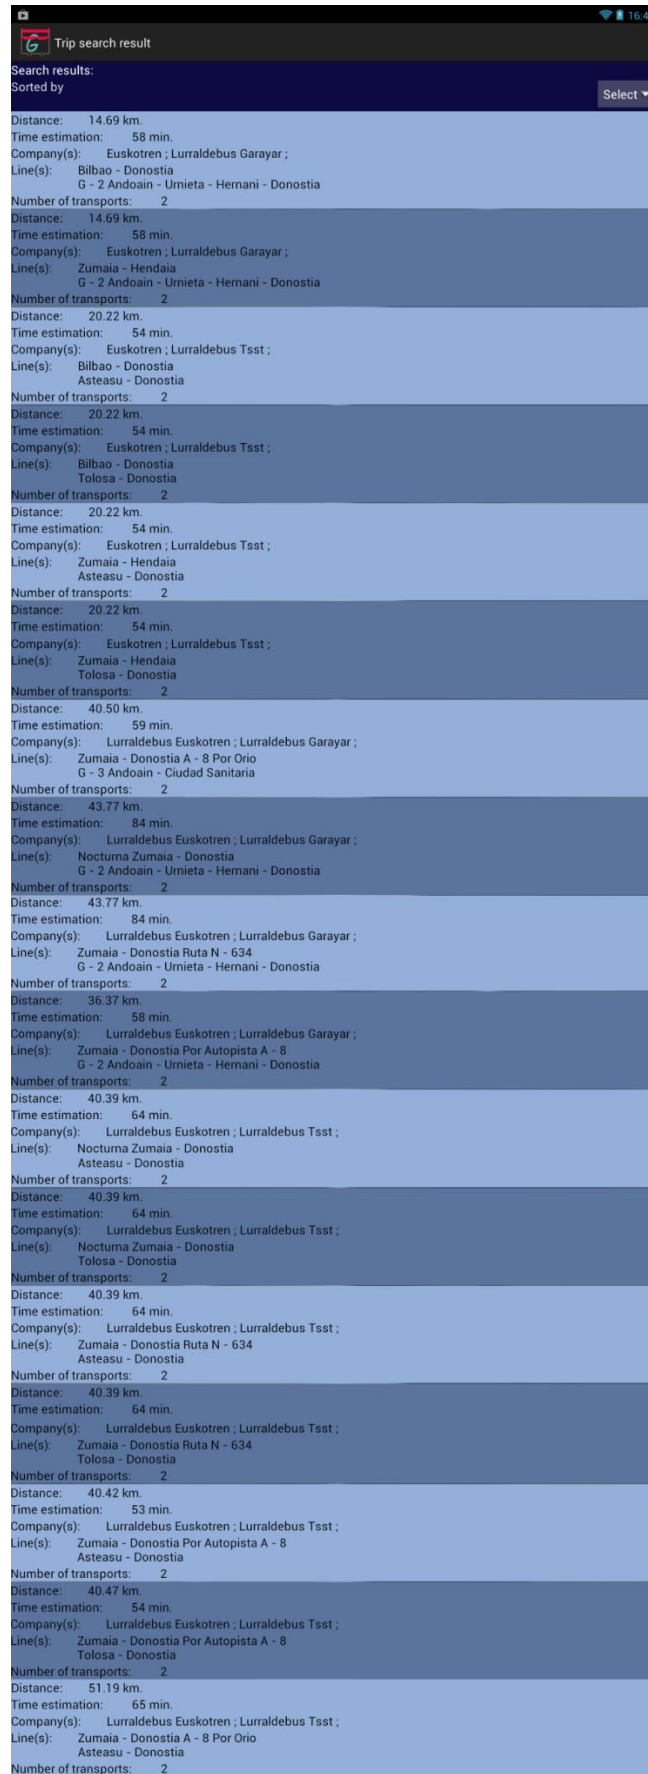 16:4
G Trip search result
Search results:
Sorted by
Select
Distance: 14.69 km.
Time estimation: 58 min.
Company(s): Euskotren ; Lurraldebus Garayar ;
Line(s): Bilbao - Donostia
G - 2 Andoain - Urnieta - Hernani - Donostia
Number of transports: 2
Distance: 14.69 km.
Time estimation: 58 min.
Company(s): Euskotren ; Lurraldebus Garayar ;
Line(s): Zumaia - Hendaia
G - 2 Andoain - Urnieta - Hernani - Donostia
Number of transports: 2
Distance: 20.22 km.
Time estimation: 54 min.
Company(s): Euskotren ; Lurraldebus Tsst ;
Line(s): Bilbao - Donostia
Asteasu - Donostia
Number of transports: 2
Distance: 20.22 km.
Time estimation: 54 min.
Company(s): Euskotren ; Lurraldebus Tsst ;
Line(s): Bilbao - Donostia
Tolosa - Donostia
Number of transports: 2
Distance: 20.22 km.
Time estimation: 54 min.
Company(s): Euskotren ; Lurraldebus Tsst ;
Line(s): Zumaia - Hendaia
Asteasu - Donostia
Number of transports: 2
Distance: 20.22 km.
Time estimation: 54 min.
Company(s): Euskotren ; Lurraldebus Tsst ;
Line(s): Zumaia - Hendaia
Tolosa - Donostia
Number of transports: 2
Distance: 40.50 km.
Time estimation: 59 min.
Company(s): Lurraldebus Euskotren ; Lurraldebus Garayar ;
Line(s): Zumaia - Donostia A - 8 Por Orio
G - 3 Andoain - Ciudad Sanitaria
Number of transports: 2
Distance: 43.77 km.
Time estimation: 84 min.
Company(s): Lurraldebus Euskotren ; Lurraldebus Garayar ;
Line(s): Nocturna Zumaia - Donostia
G - 2 Andoain - Urnieta - Hernani - Donostia
Number of transports: 2
Distance: 43.77 km.
Time estimation: 84 min.
Company(s): Lurraldebus Euskotren ; Lurraldebus Garayar ;
Line(s): Zumaia - Donostia Ruta N - 634
G - 2 Andoain - Urnieta - Hernani - Donostia
Number of transports: 2
Distance: 36.37 km.
Time estimation: 58 min.
Company(s): Lurraldebus Euskotren ; Lurraldebus Garayar ;
Line(s): Zumaia - Donostia Por Autopista A - 8
G - 2 Andoain - Urnieta - Hernani - Donostia
Number of transports: 2
Distance: 40.39 km.
Time estimation: 64 min.
Company(s): Lurraldebus Euskotren ; Lurraldebus Tsst ;
Line(s): Nocturna Zumaia - Donostia
Asteasu - Donostia
Number of transports: 2
Distance: 40.39 km.
Time estimation: 64 min.
Company(s): Lurraldebus Euskotren ; Lurraldebus Tsst ;
Line(s): Nocturna Zumaia - Donostia
Tolosa - Donostia
Number of transports: 2
Distance: 40.39 km.
Time estimation: 64 min.
Company(s): Lurraldebus Euskotren ; Lurraldebus Tsst ;
Line(s): Zumaia - Donostia Ruta N - 634
Asteasu - Donostia
Number of transports: 2
Distance: 40.39 km.
Time estimation: 64 min.
Company(s): Lurraldebus Euskotren ; Lurraldebus Tsst ;
Line(s): Zumaia - Donostia Ruta N - 634
Tolosa - Donostia
Number of transports: 2
Distance: 40.42 km.
Time estimation: 53 min.
Company(s): Lurraldebus Euskotren ; Lurraldebus Tsst ;
Line(s): Zumaia - Donostia Por Autopista A - 8
Asteasu - Donostia
Number of transports: 2
Distance: 40.47 km.
Time estimation: 54 min.
Company(s): Lurraldebus Euskotren ; Lurraldebus Tsst ;
Line(s): Zumaia - Donostia Por Autopista A - 8
Tolosa - Donostia
Number of transports: 2
Distance: 51.19 km.
Time estimation: 65 min.
Company(s): Lurraldebus Euskotren ; Lurraldebus Tsst ;
Line(s): Zumaia - Donostia A - 8 Por Orio
Asteasu - Donostia
Number of transports: 2